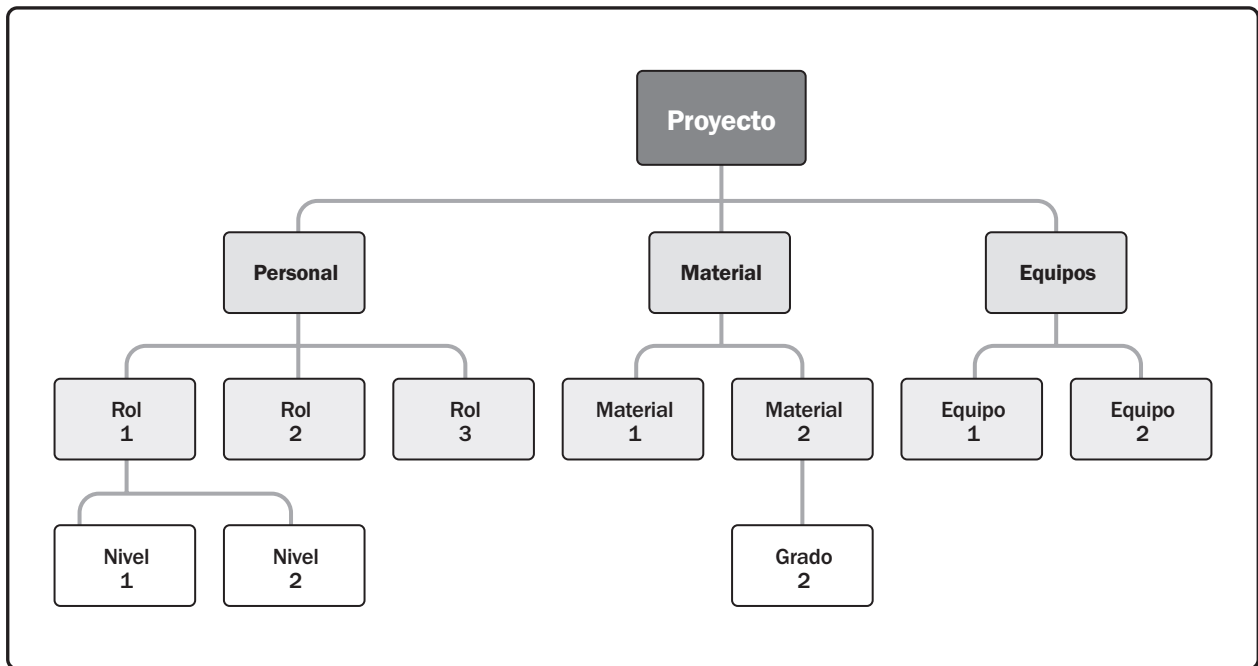 Proyecto
Personal
Material
Equipos
Rol
1
Rol
2
Rol
3
Material
1
Material
2
Equipo
1
Equipo
2
Nivel
1
Nivel
2
Grado
2